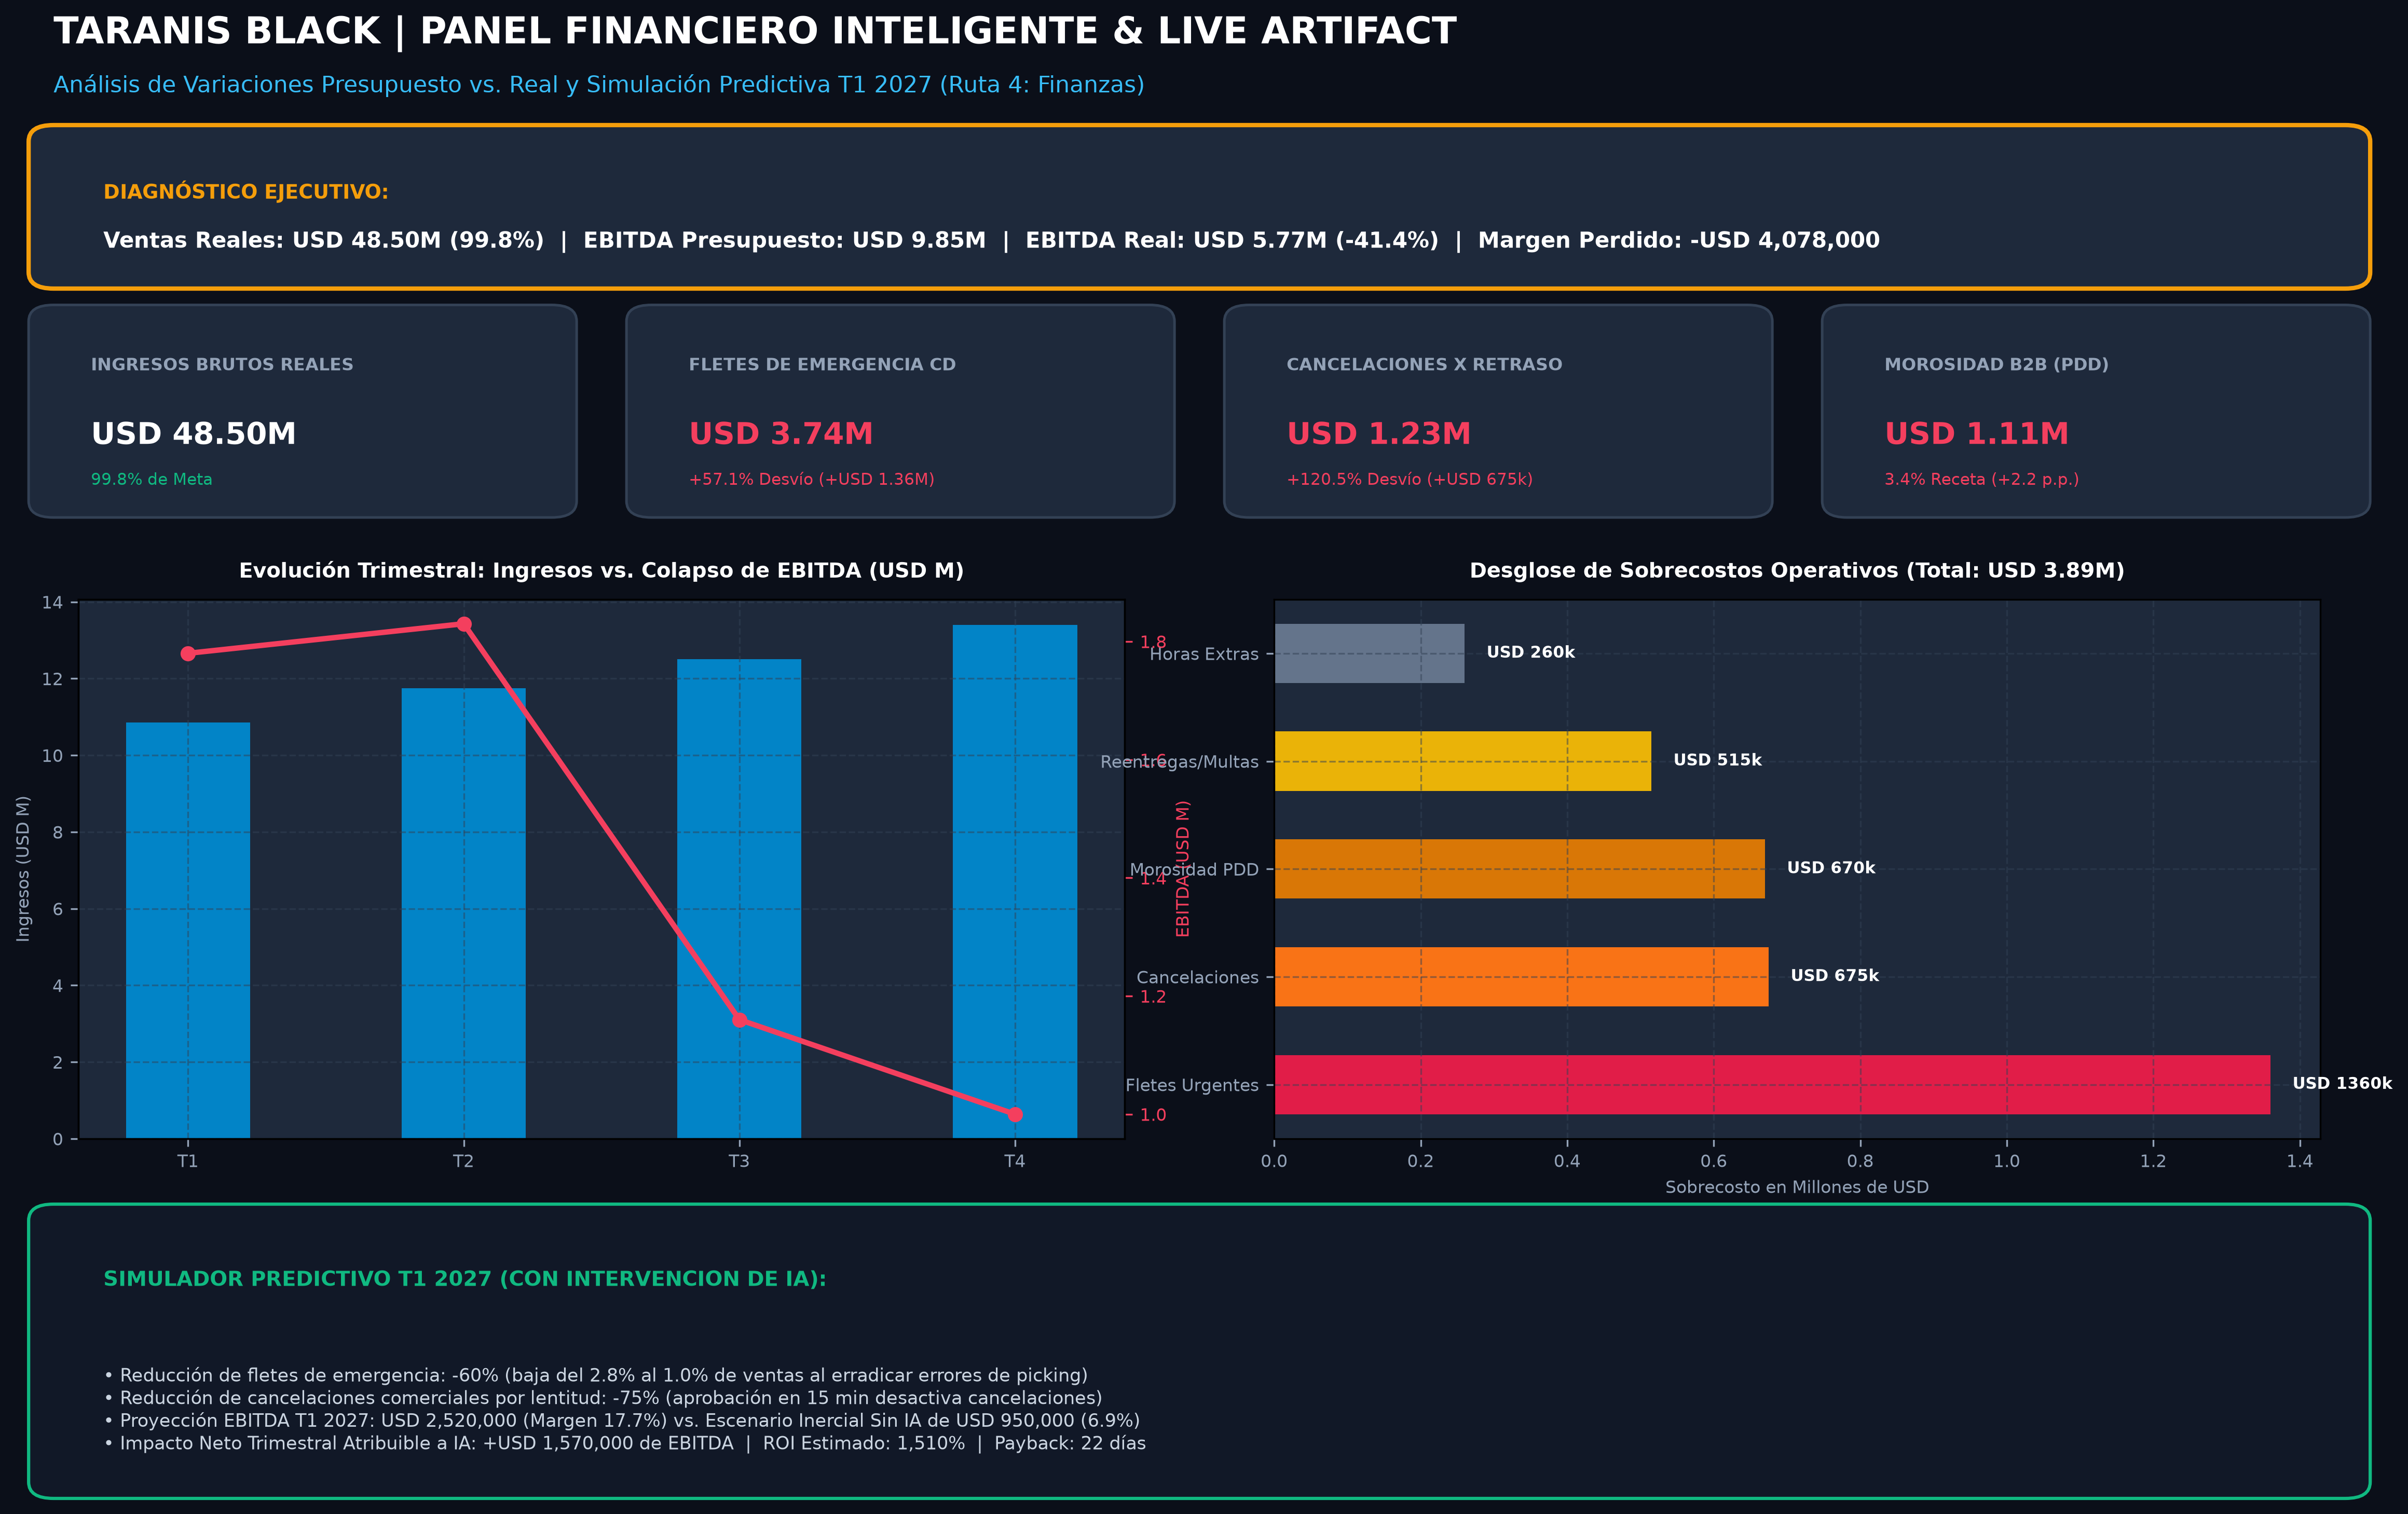 TARANIS BLACK | PANEL FINANCIERO INTELIGENTE & LIVE ARTIFACT
Análisis de Variaciones Presupuesto vs. Real y Simulación Predictiva T1 2027 (Ruta 4: Finanzas)
DIAGNÓSTICO EJECUTIVO:
Ventas Reales: USD 48.50M (99.8%) | EBITDA Presupuesto: USD 9.85M | EBITDA Real: USD 5.77M (-41.4%) | Margen Perdido: -USD 4,078,000
INGRESOS BRUTOS REALES
USD 48.50M
99.8% de Meta
FLETES DE EMERGENCIA CD
USD 3.74M
+57.1% Desvío (+USD 1.36M)
CANCELACIONES X RETRASO
USD 1.23M
+120.5% Desvío (+USD 675k)
MOROSIDAD B2B (PDD)
USD 1.11M
3.4% Receta (+2.2 p.p.)
Evolución Trimestral: Ingresos vs. Colapso de EBITDA (USD M)
Ingresos (USD M)
14
12
10
8
6
4
2
0
T1
T2
T3
T4
1.8
1.6
1.4
1.2
1.0
EBITDA (USD M)
Desglose de Sobrecostos Operativos (Total: USD 3.89M)
Horas Extras
USD 260k
Reentregas/Multas
USD 515k
Morosidad PDD
USD 670k
Cancelaciones
USD 675k
Fletes Urgentes
USD 1360k
0.0
0.2
0.4
0.6
0.8
1.0
1.2
1.4
Sobrecosto en Millones de USD
SIMULADOR PREDICTIVO T1 2027 (CON INTERVENCION DE IA):
• Reducción de fletes de emergencia: -60% (baja del 2.8% al 1.0% de ventas al erradicar errores de picking)
• Reducción de cancelaciones comerciales por lentitud: -75% (aprobación en 15 min desactiva cancelaciones)
• Proyección EBITDA T1 2027: USD 2,520,000 (Margen 17.7%) vs. Escenario Inercial Sin IA de USD 950,000 (6.9%)
• Impacto Neto Trimestral Atribuible a IA: +USD 1,570,000 de EBITDA | ROI Estimado: 1,510% | Payback: 22 días